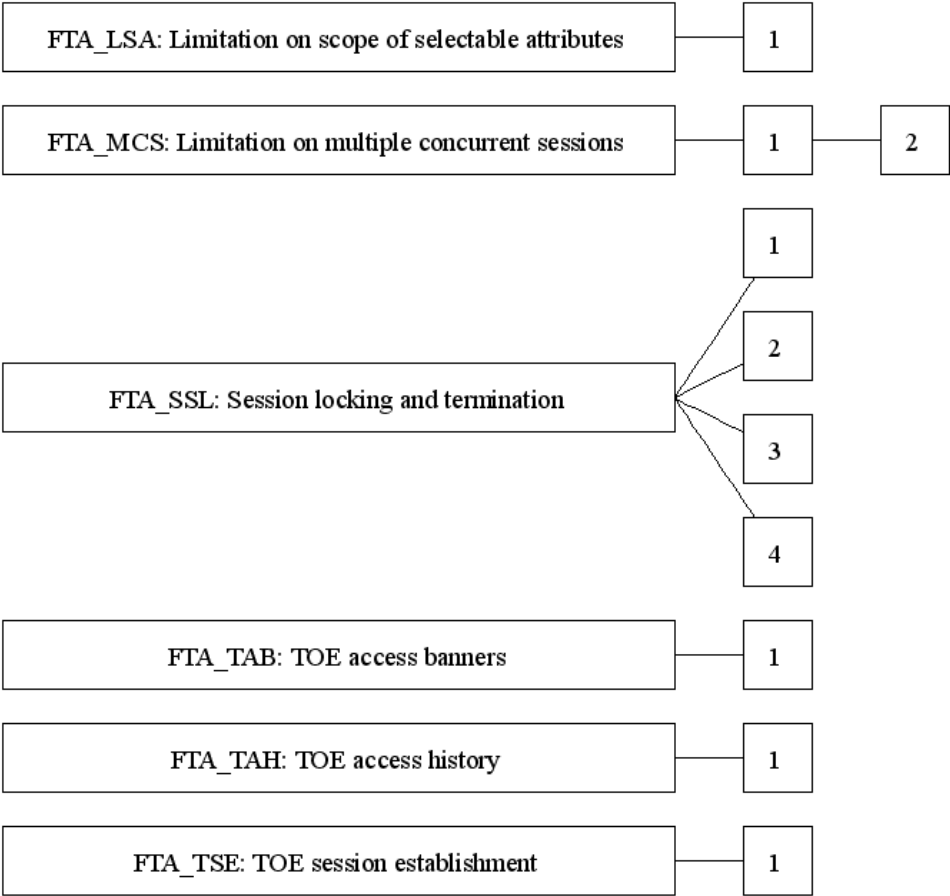 FTA_LSA: Limitation on scope of selectable attributes 1
FTA_MCS: Limitation on multiple concurrent sessions 1 2
1
2
FTA_SSL: Session locking and termination
3
4
FTA_TAB: TOE access banners 1
FTA_TAH: TOE access history 1
FTA_TSE: TOE session establishment 1